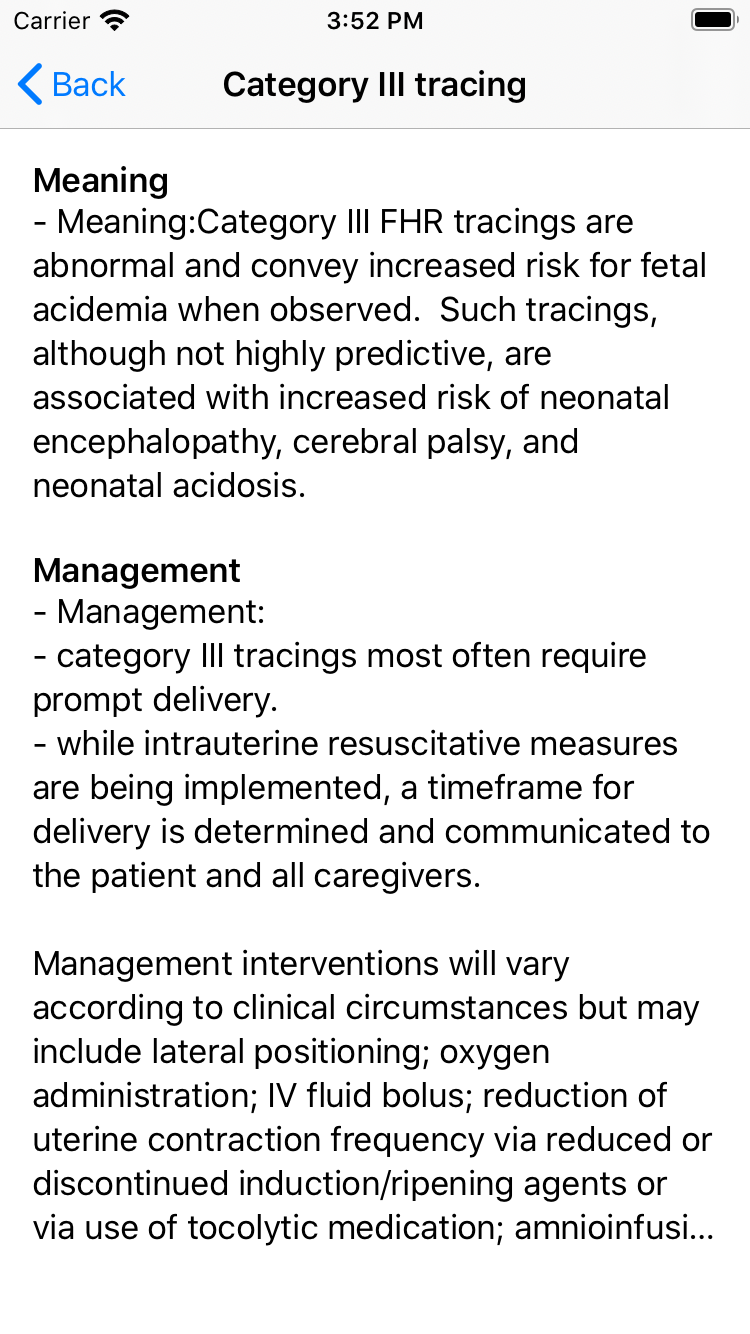 Carrier 3:52 PM
Back Category III tracing
Meaning
- Meaning:Category III FHR tracings are
abnormal and convey increased risk for fetal
acidemia when observed.  Such tracings,
although not highly predictive, are
associated with increased risk of neonatal
encephalopathy, cerebral palsy, and
neonatal acidosis.
Management
- Management:
- category III tracings most often require
prompt delivery.
- while intrauterine resuscitative measures
are being implemented, a timeframe for
delivery is determined and communicated to
the patient and all caregivers.
Management interventions will vary
according to clinical circumstances but may
include lateral positioning; oxygen
administration; IV fluid bolus; reduction of
uterine contraction frequency via reduced or
discontinued induction/ripening agents or
via use of tocolytic medication; amnioinfusi...